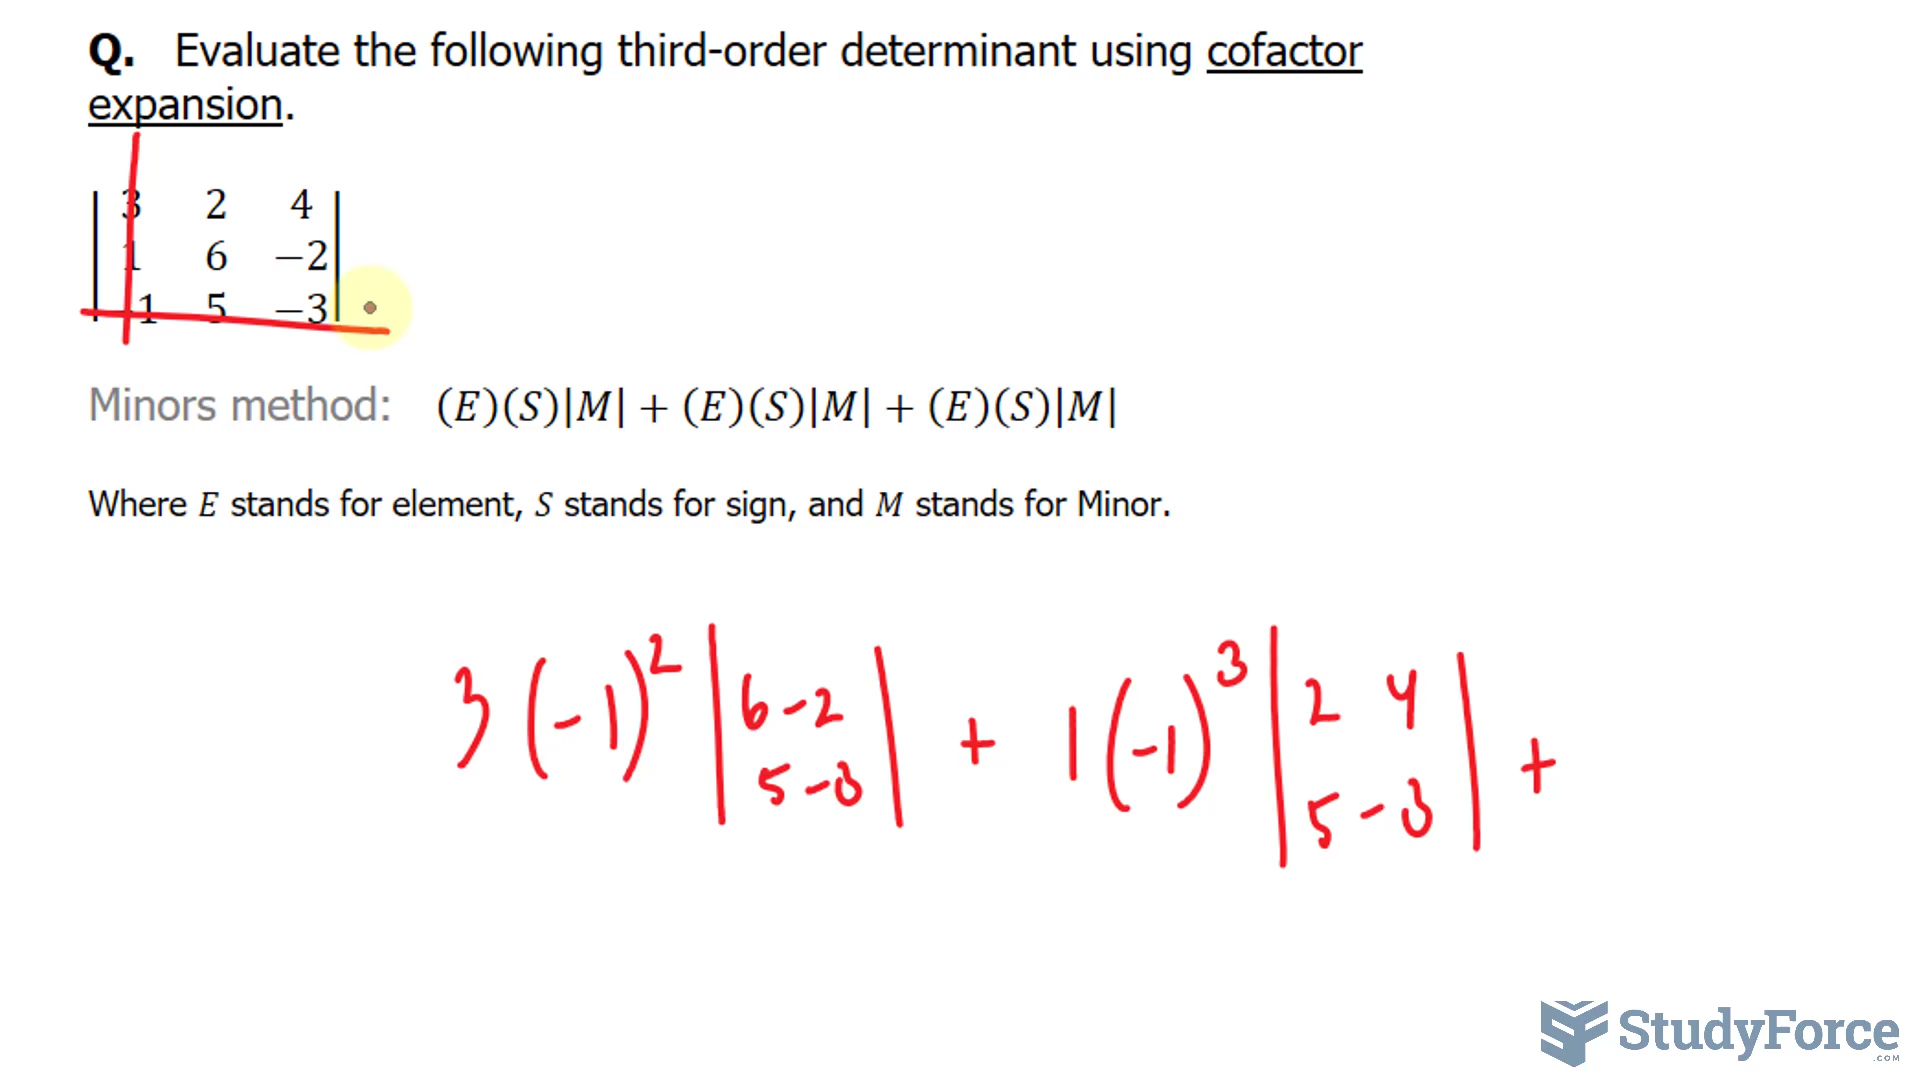 Q. Evaluate the following third-order determinant using cofactor
expansion.
3 2 4
1 6 −2
-1 5 −3
Minors method: (E)(S)|M| + (E)(S)|M| + (E)(S)|M|
Where E stands for element, S stands for sign, and M stands for Minor.
3 (-1)² | 6 -2 | + 1 (-1)³ | 2 4 | +
5 -3 5 -3
StudyForce
.COM